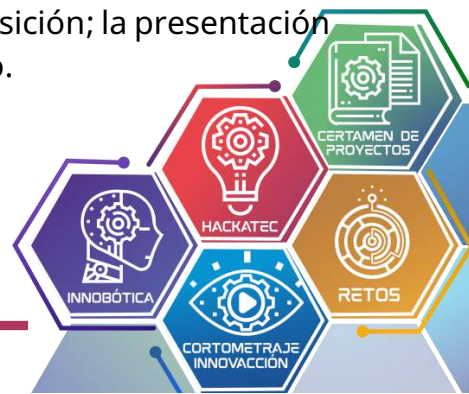 sición; la presentación
o.
CERTAMEN DE
PROYECTOS
HACKATEC
INNOBÓTICA
RETOS
CORTOMETRAJE
INNOVACCIÓN